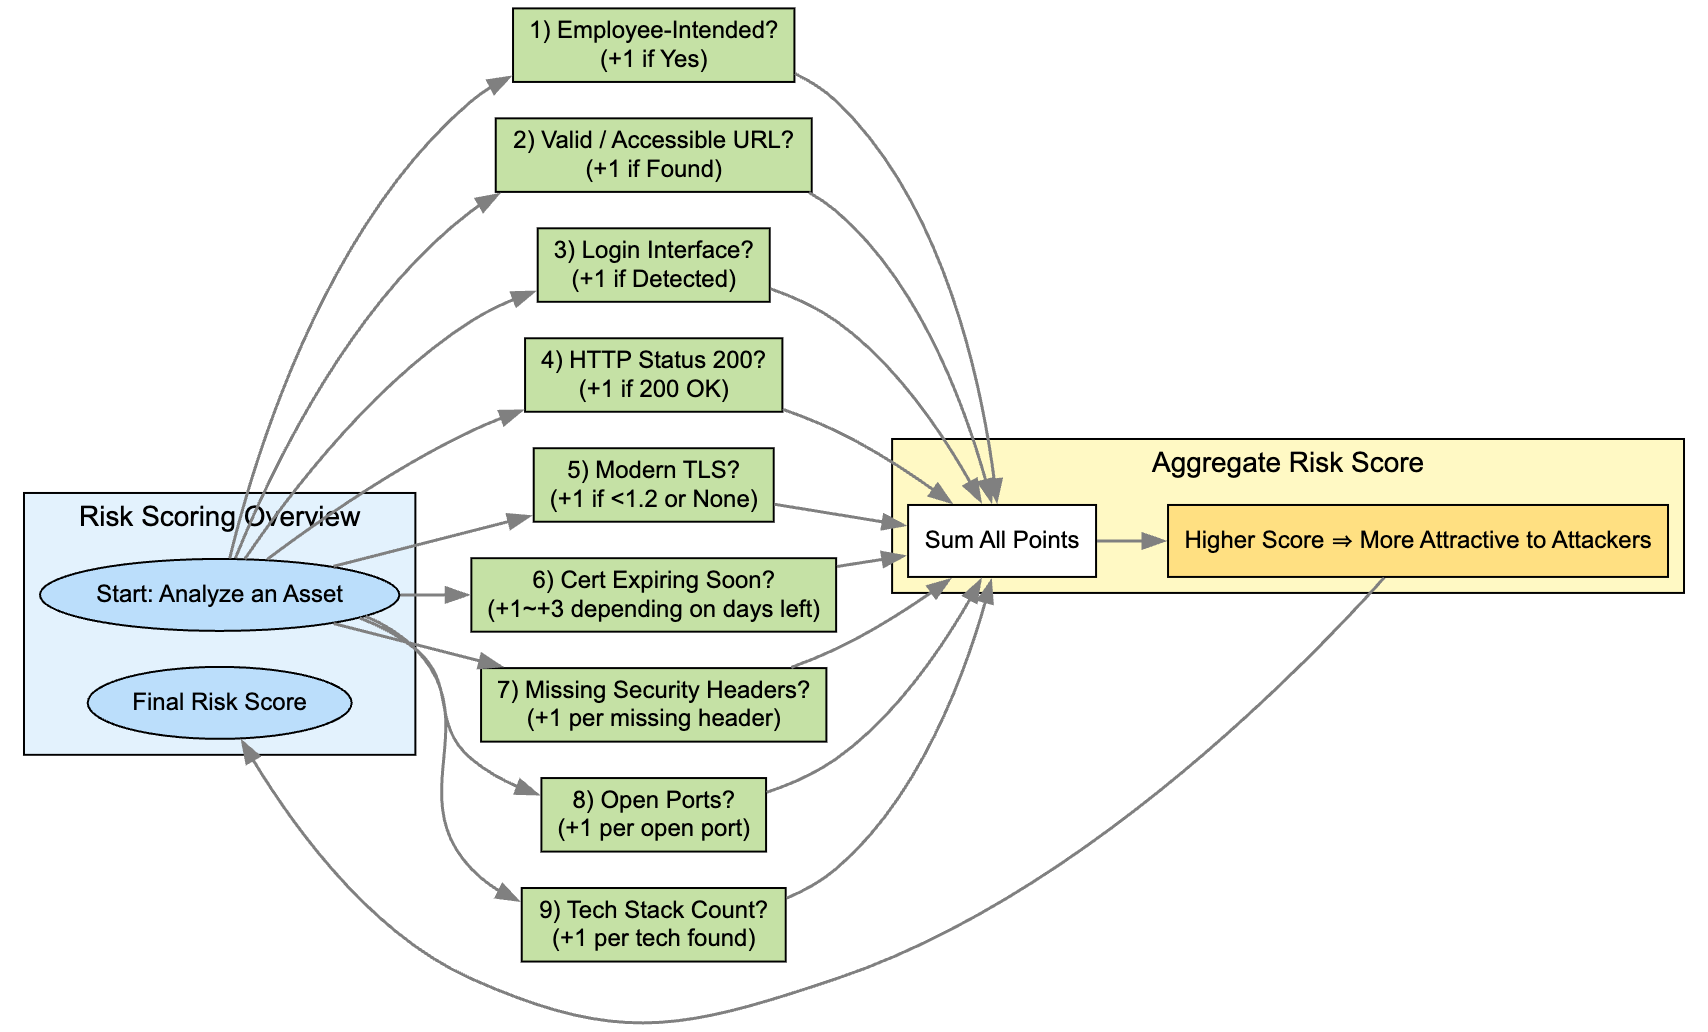 1) Employee-Intended?
(+1 if Yes)
2) Valid / Accessible URL?
(+1 if Found)
3) Login Interface?
(+1 if Detected)
4) HTTP Status 200?
(+1 if 200 OK)
5) Modern TLS?
(+1 if <1.2 or None)
6) Cert Expiring Soon?
(+1~+3 depending on days left)
7) Missing Security Headers?
(+1 per missing header)
8) Open Ports?
(+1 per open port)
9) Tech Stack Count?
(+1 per tech found)
Risk Scoring Overview
Start: Analyze an Asset
Final Risk Score
Aggregate Risk Score
Sum All Points
Higher Score ⇒ More Attractive to Attackers